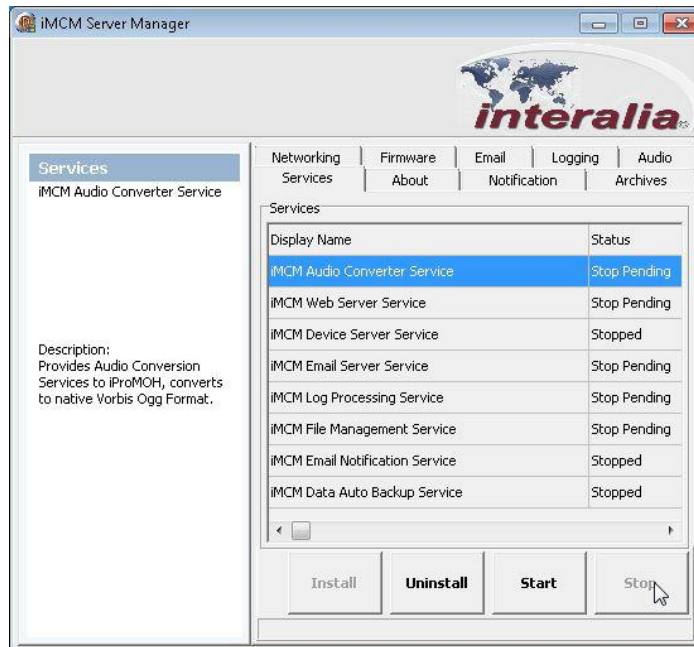 iMCM Server Manager
interalia
Services
iMCM Audio Converter Service
Description:
Provides Audio Conversion
Services to iProMOH, converts
to native Vorbis Ogg Format.
Networking Firmware Email Logging Audio
Services About Notification Archives
Services
Display Name Status
iMCM Audio Converter Service Stop Pending
iMCM Web Server Service Stop Pending
iMCM Device Server Service Stopped
iMCM Email Server Service Stop Pending
iMCM Log Processing Service Stop Pending
iMCM File Management Service Stop Pending
iMCM Email Notification Service Stopped
iMCM Data Auto Backup Service Stopped
Install Uninstall Start Stop